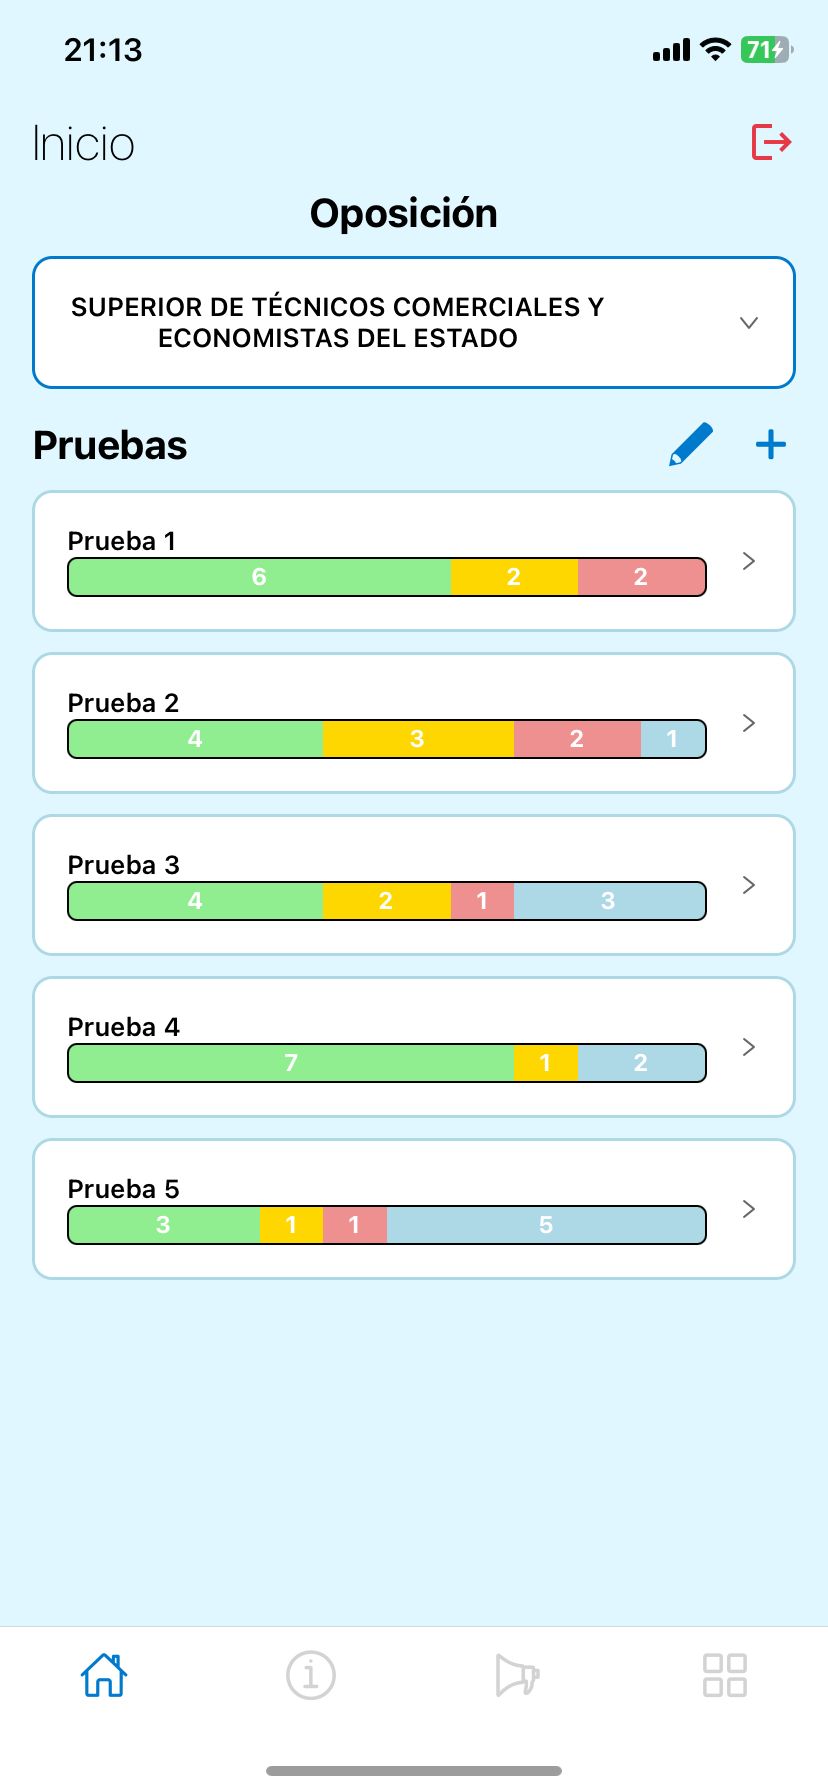 21:13
71
Inicio
Oposición
SUPERIOR DE TÉCNICOS COMERCIALES Y
ECONOMISTAS DEL ESTADO
Pruebas
Prueba 1
6 2 2
Prueba 2
4 3 2 1
Prueba 3
4 2 1 3
Prueba 4
7 1 2
Prueba 5
3 1 1 5